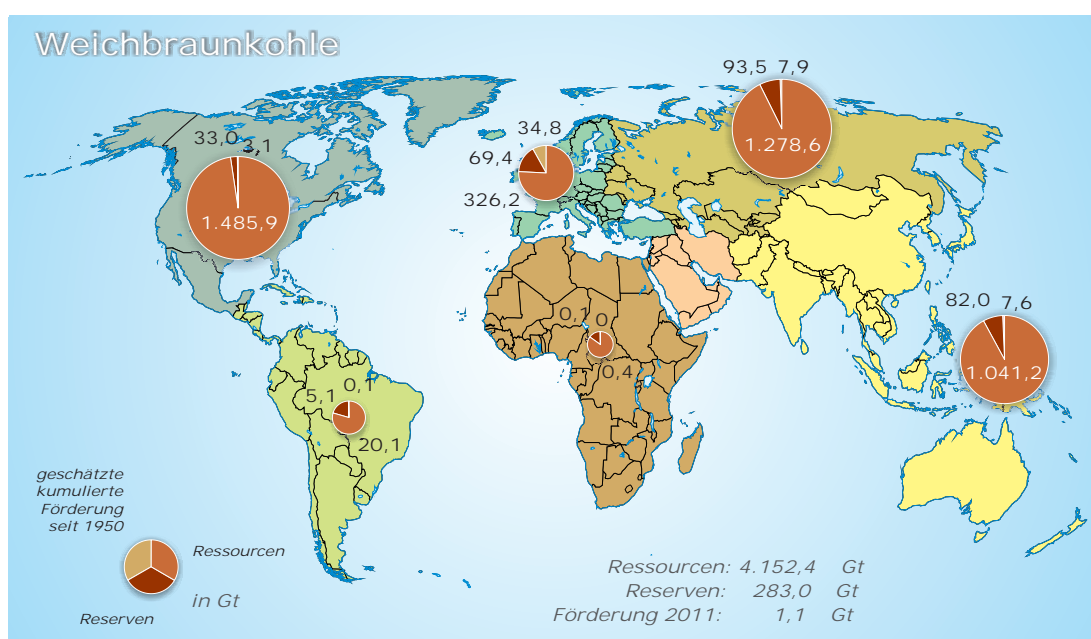 Weichbraunkohle
93,5 7,9
1.278,6
34,8
69,4
326,2
33,0
3,1
1.485,9
82,0 7,6
1.041,2
0,1 0
0,4
0,1
5,1
20,1
geschätzte
kumulierte
Förderung
seit 1950
Ressourcen
in Gt
Reserven
Ressourcen: 4.152,4 Gt
Reserven: 283,0 Gt
Förderung 2011: 1,1 Gt